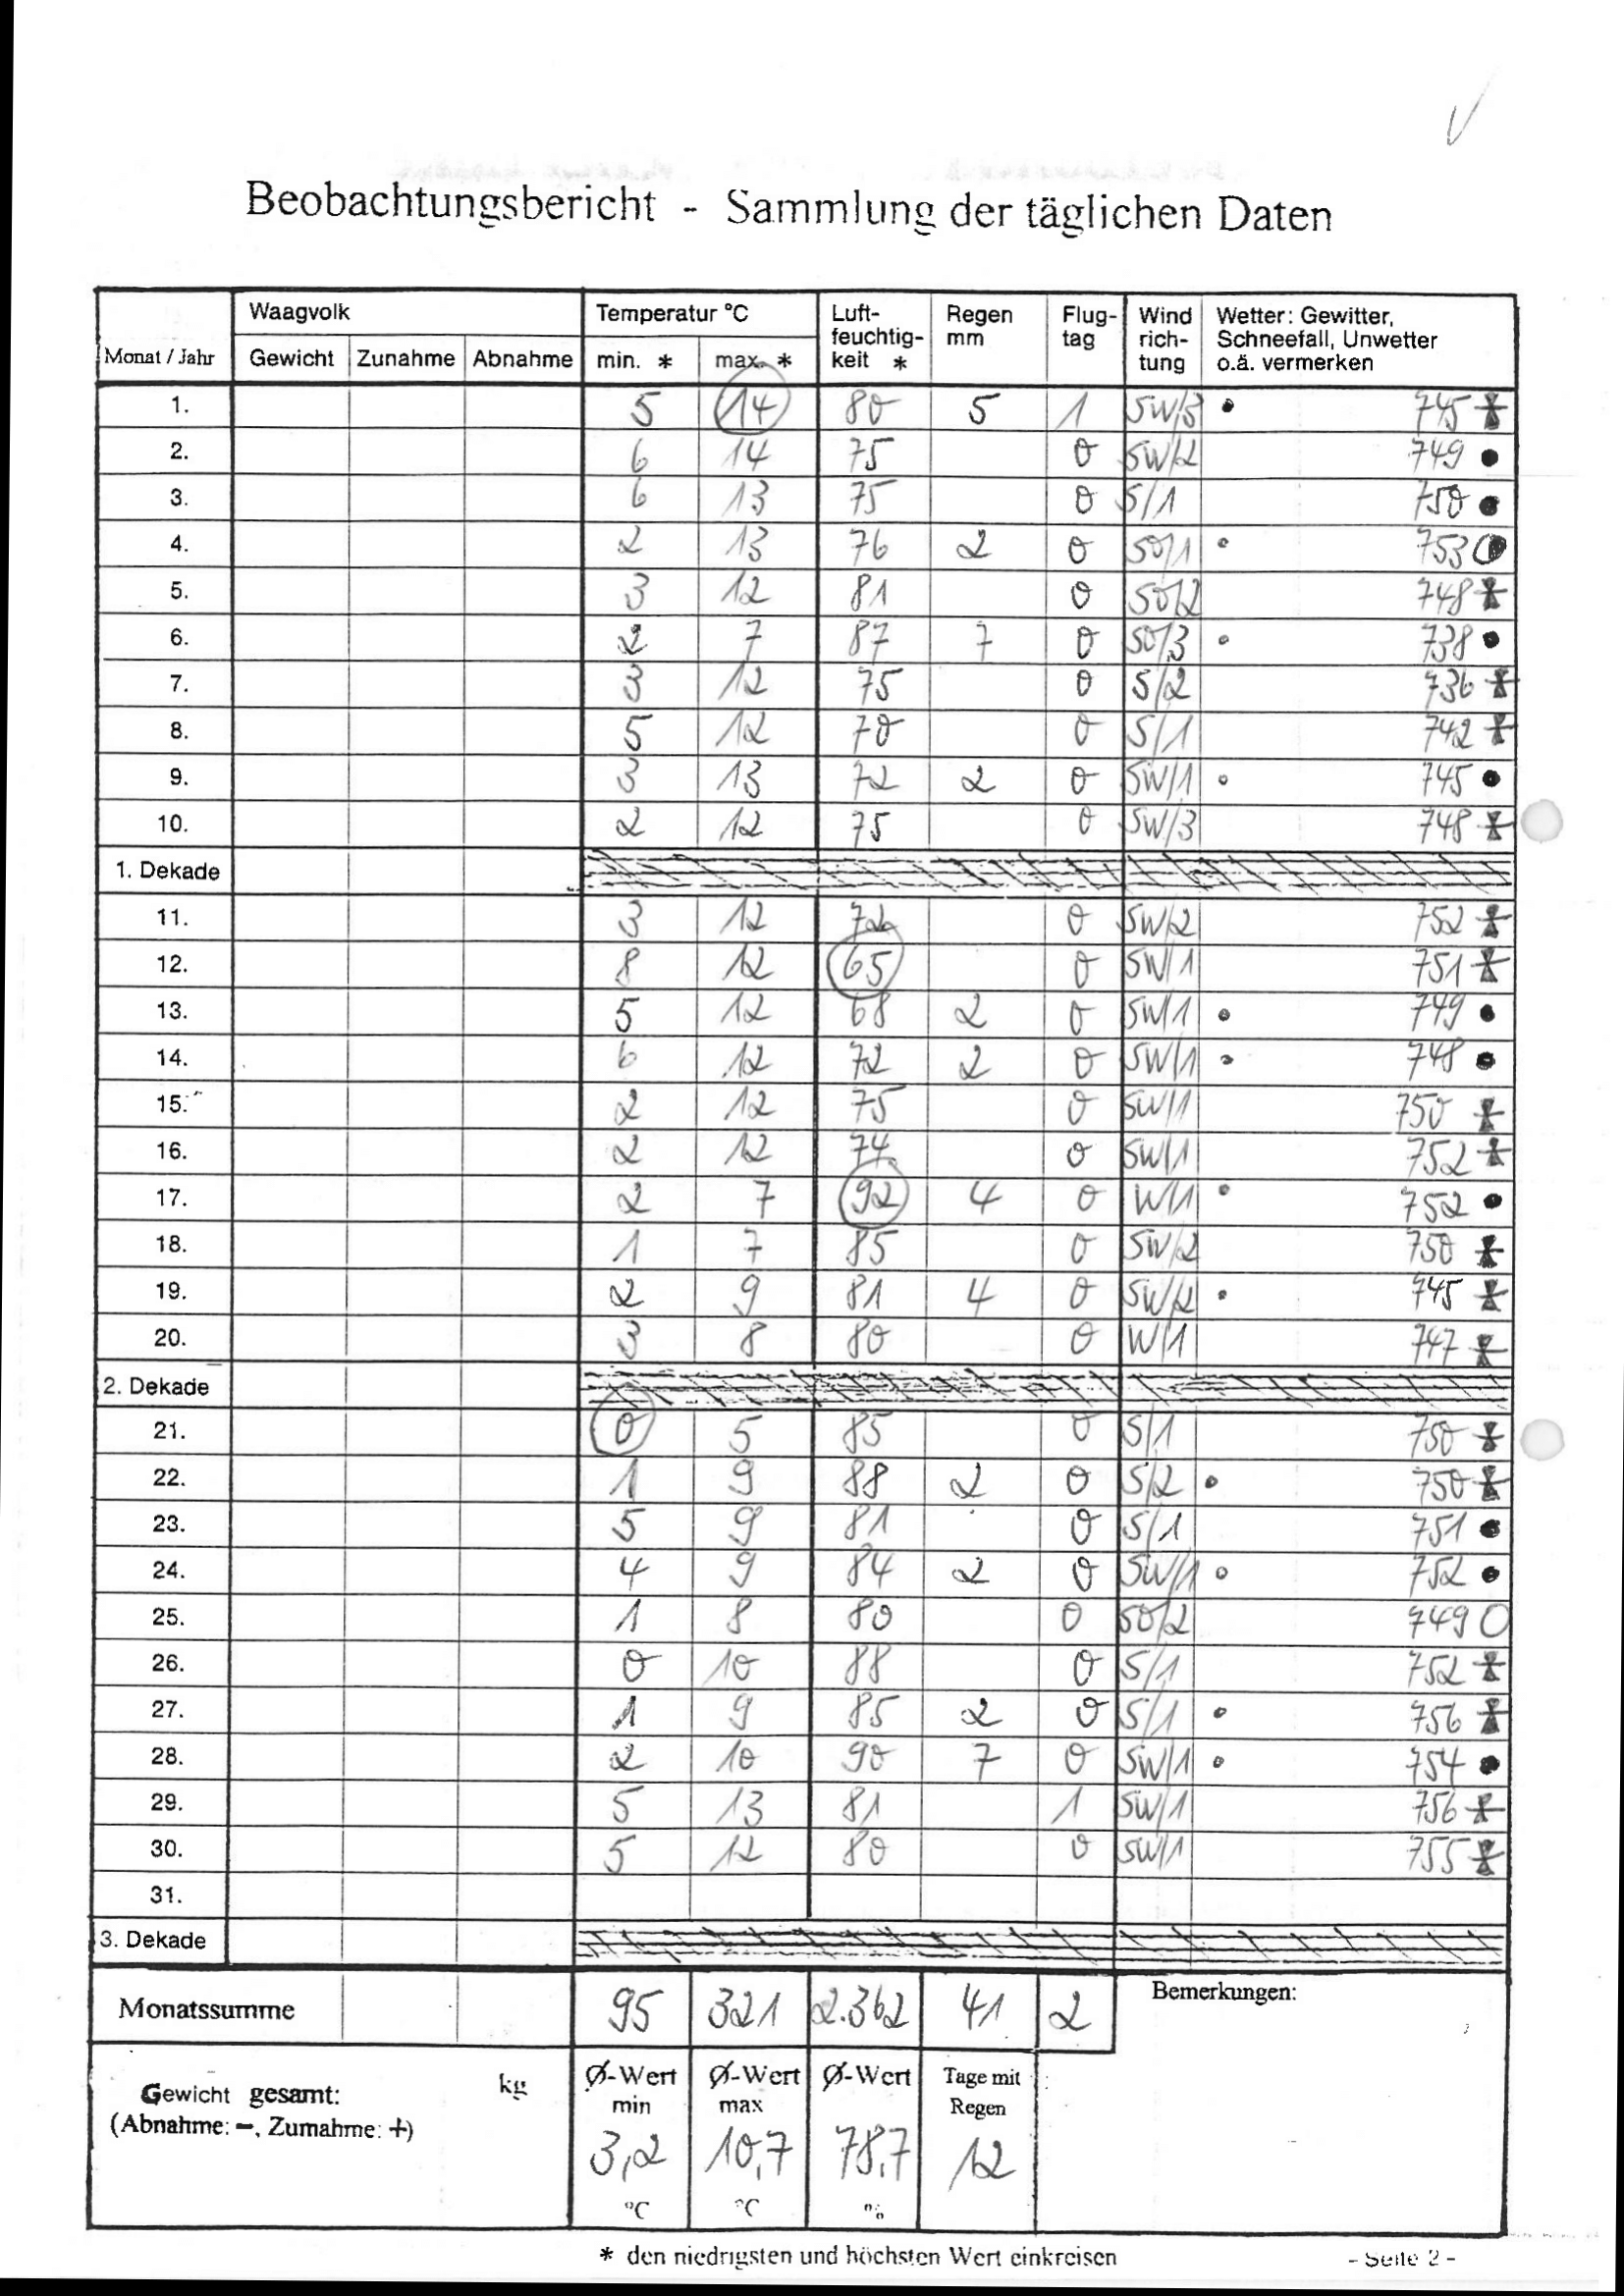 Beobachtungsbericht - Sammlung der täglichen Daten
Monat / Jahr Waagvolk Temperatur °C Luft-feuchtig-keit * Regen mm Flug-tag Wind rich-tung Wetter: Gewitter, Schneefall, Unwetter o.ä. vermerken
Gewicht Zunahme Abnahme min. * max. *
1. 5 14 80 5 1 SW/3 • 745
2. 6 14 75 0 SW/2 749 ●
3. 6 13 75 0 S/1 750 ●
4. 2 13 76 2 0 SO/1 • 753
5. 3 12 81 0 SO/2 748
6. 2 7 87 7 0 SO/3 • 738 ●
7. 3 12 75 0 S/2 736
8. 5 12 70 0 S/1 742
9. 3 13 72 2 0 SW/1 • 745 ●
10. 2 12 75 0 SW/3 748
1. Dekade
11. 3 12 72 0 SW/2 752
12. 8 12 65 0 SW/1 751
13. 5 12 68 2 0 SW/1 • 749 ●
14. 6 12 72 2 0 SW/1 • 748 ●
15. 2 12 75 0 SW/1 750
16. 2 12 74 0 SW/1 752
17. 2 7 92 4 0 W/1 • 752 ●
18. 1 7 85 0 SW/2 750
19. 2 9 81 4 0 SW/2 • 745
20. 3 8 80 0 W/1 747
2. Dekade
21. 0 5 85 0 S/1 750
22. 1 9 88 2 0 S/2 • 750
23. 5 9 81 0 S/1 751 ●
24. 4 9 84 2 0 SW/1 • 752 ●
25. 1 8 80 0 SO/2 749 ○
26. 0 10 88 0 S/1 752
27. 1 9 85 2 0 S/1 • 756
28. 2 10 90 7 0 SW/1 • 754 ●
29. 5 13 81 1 SW/1 756
30. 5 12 80 0 SW/1 755
31.
3. Dekade
Monatssumme 95 321 2.362 41 2 Bemerkungen:
Gewicht gesamt: kg Ø-Wert min Ø-Wert max Ø-Wert Tage mit Regen
(Abnahme: -, Zumahme: +)
3,2 10,7 78,7 12
°C °C %
* den niedrigsten und höchsten Wert einkreisen - Seite 2 -